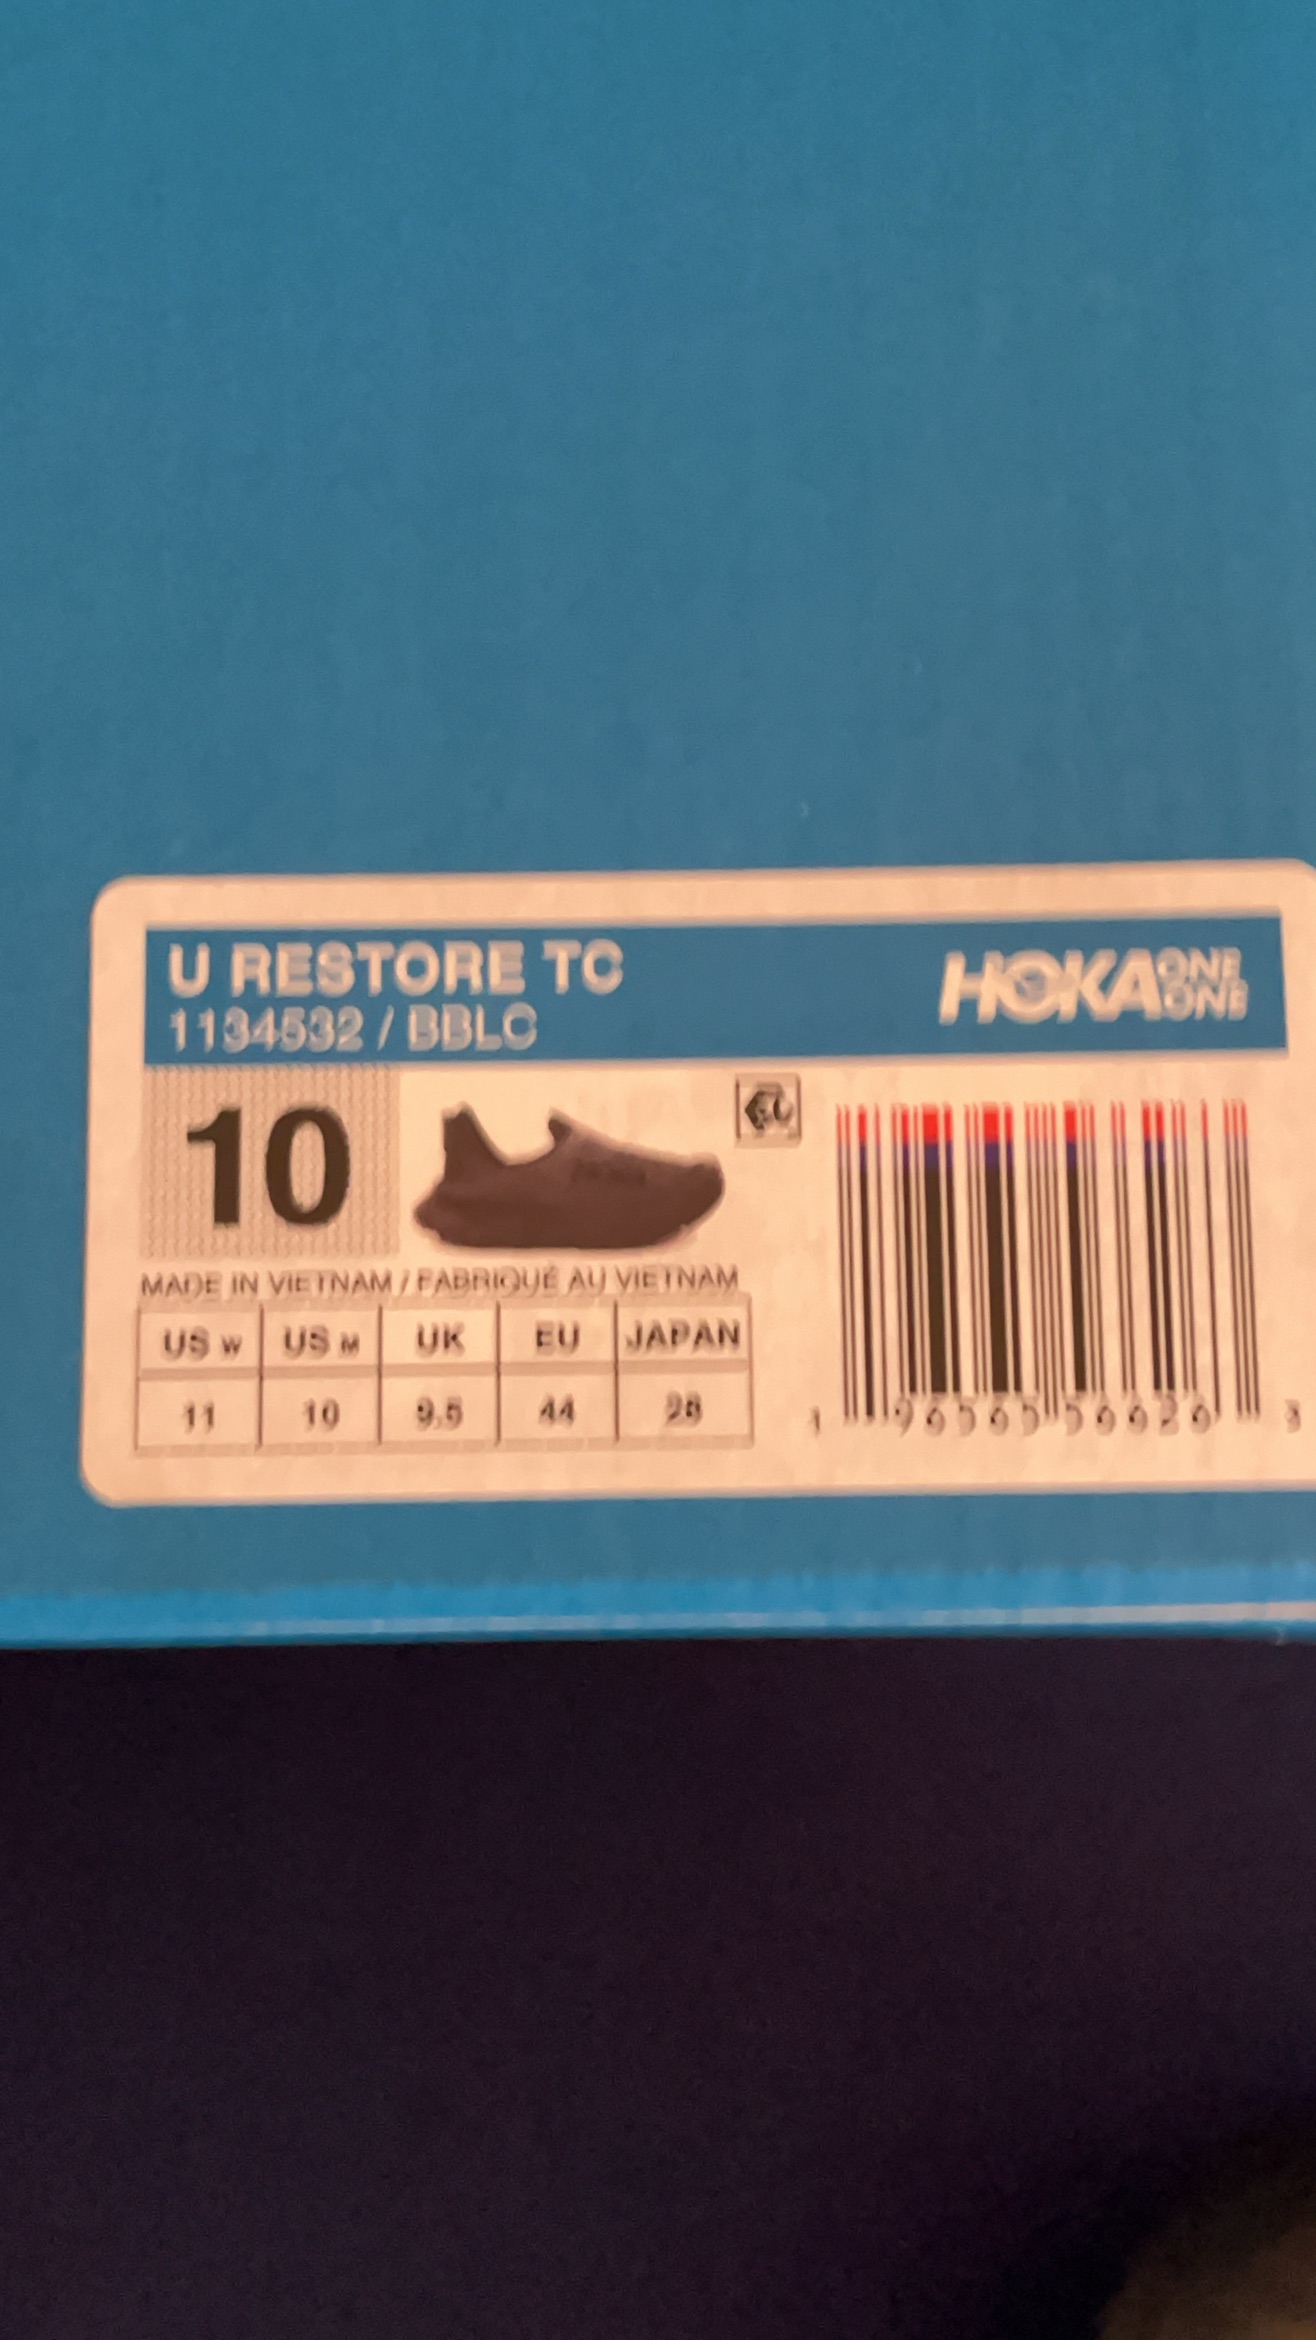 U RESTORE TC
1134532 / BBLC
HOKA ONE ONE
10
MADE IN VIETNAM / FABRIQUÉ AU VIETNAM
US W US M UK EU JAPAN
11 10 9.5 44 28